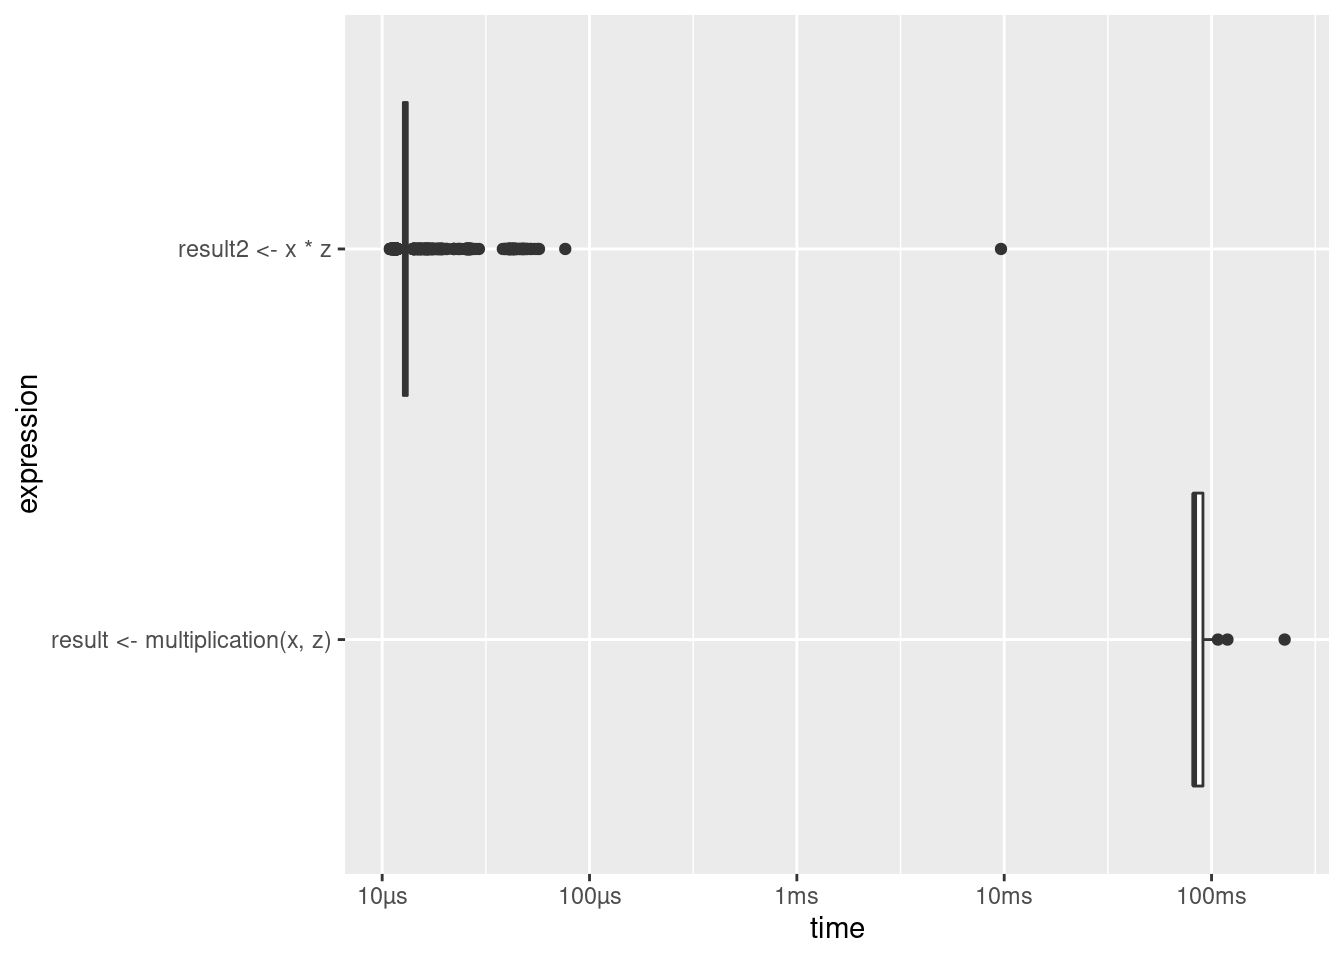 expression
result2 <- x * z
result <- multiplication(x, z)
10µs 100µs 1ms 10ms 100ms
time